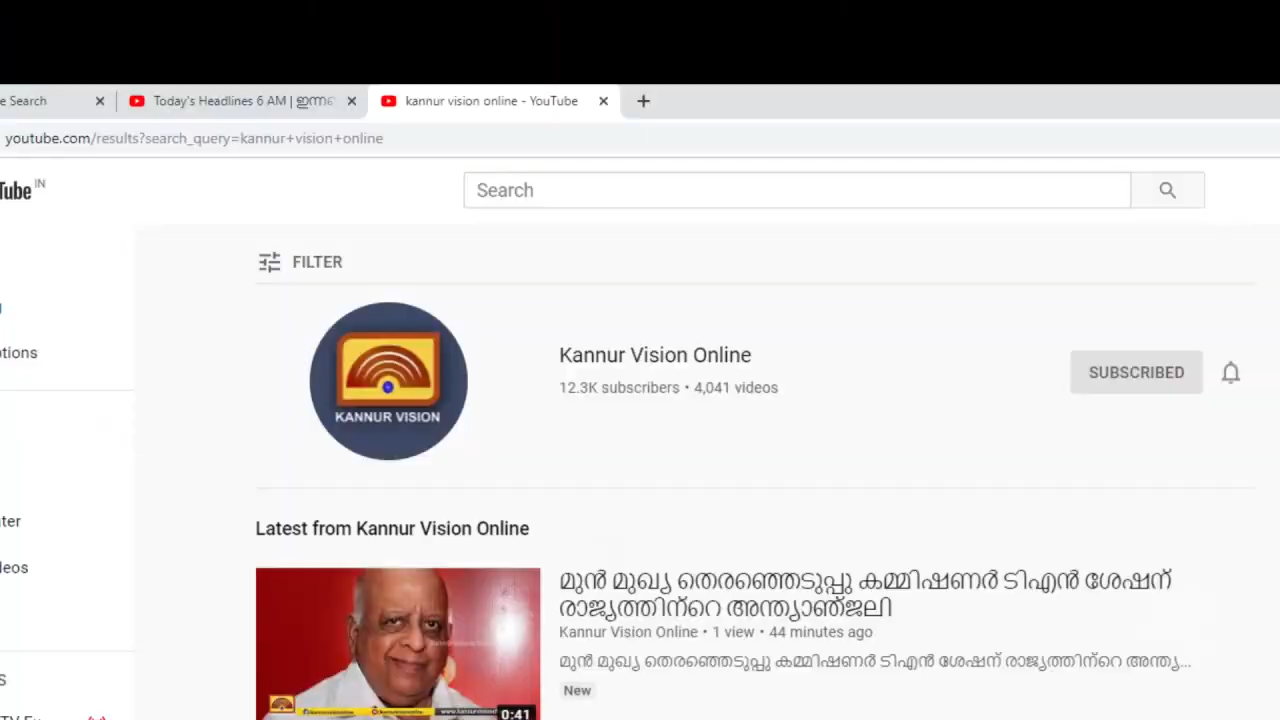 e Search
Today's Headlines 6 AM | ഇന്നത്
kannur vision online - YouTube
youtube.com/results?search_query=kannur+vision+online
Tube IN
Search
FILTER
KANNUR VISION
Kannur Vision Online
12.3K subscribers • 4,041 videos
SUBSCRIBED
tions
Latest from Kannur Vision Online
ter
leos
മുൻ മുഖ്യ തെരഞ്ഞെടുപ്പു കമ്മിഷണർ ടിഎൻ ശേഷന്
രാജ്യത്തിന്റെ അന്ത്യാഞ്ജലി
Kannur Vision Online • 1 view • 44 minutes ago
മുൻ മുഖ്യ തെരഞ്ഞെടുപ്പു കമ്മിഷണർ ടിഎൻ ശേഷന് രാജ്യത്തിന്റെ അന്ത്യ...
New
0:41
S